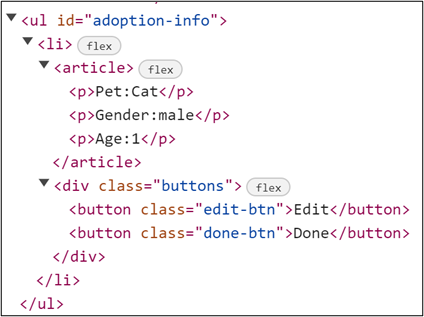 <ul id="adoption-info">
<li> flex
<article> flex
<p>Pet:Cat</p>
<p>Gender:male</p>
<p>Age:1</p>
</article>
<div class="buttons"> flex
<button class="edit-btn">Edit</button>
<button class="done-btn">Done</button>
</div>
</li>
</ul>